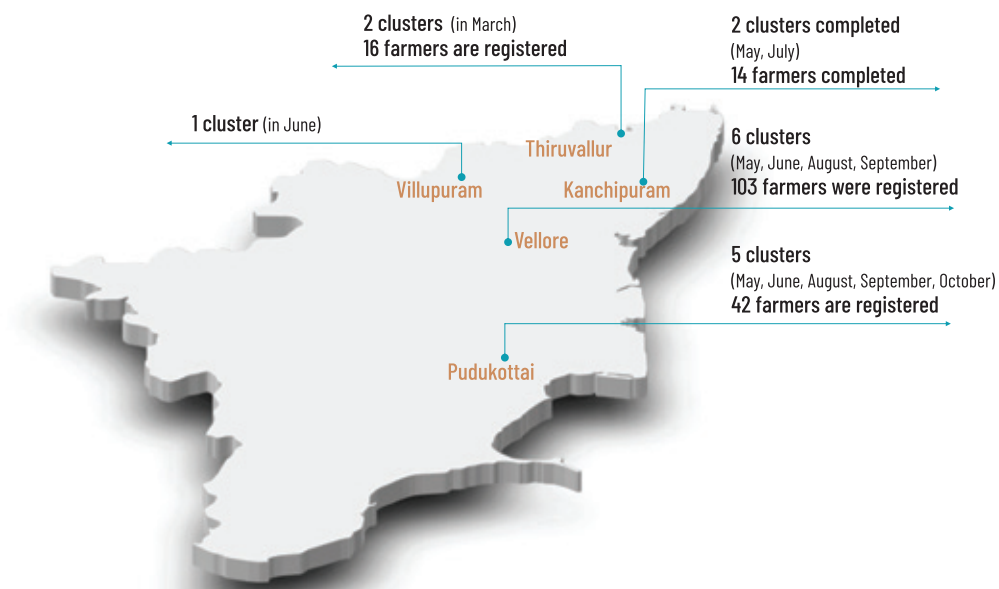 2 clusters (in March)
16 farmers are registered
2 clusters completed
(May, July)
14 farmers completed
1 cluster (in June)
6 clusters
(May, June, August, September)
103 farmers were registered
Thiruvallur
Villupuram
Kanchipuram
Vellore
5 clusters
(May, June, August, September, October)
42 farmers are registered
Pudukottai